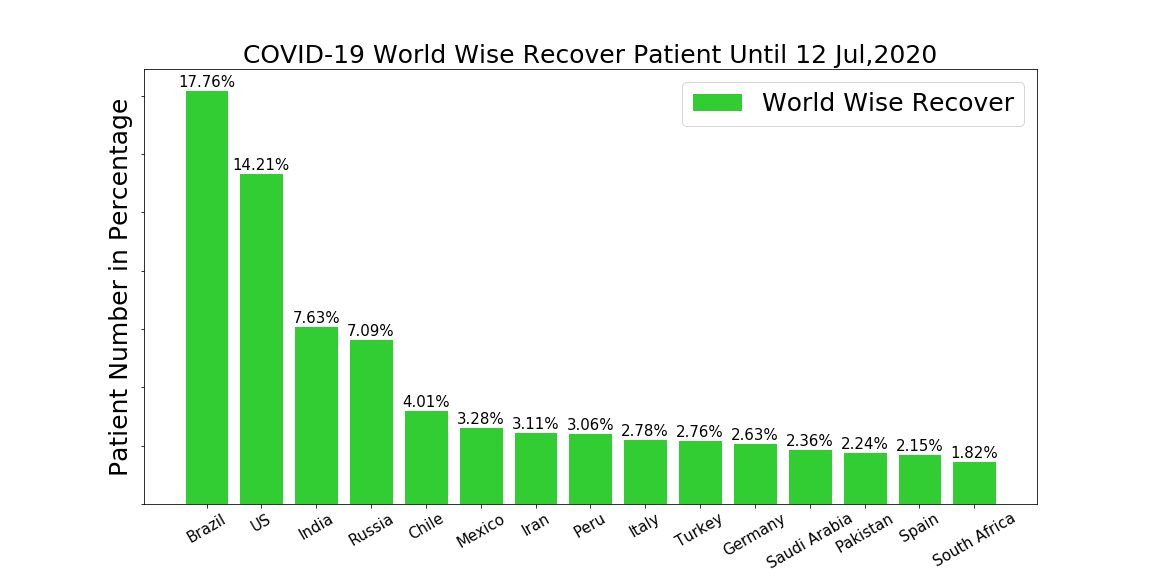 COVID-19 World Wise Recover Patient Until 12 Jul,2020
World Wise Recover
Patient Number in Percentage
17.76%
14.21%
7.63%
7.09%
4.01%
3.28%
3.11%
3.06%
2.78%
2.76%
2.63%
2.36%
2.24%
2.15%
1.82%
Brazil
US
India
Russia
Chile
Mexico
Iran
Peru
Italy
Turkey
Germany
Saudi Arabia
Pakistan
Spain
South Africa